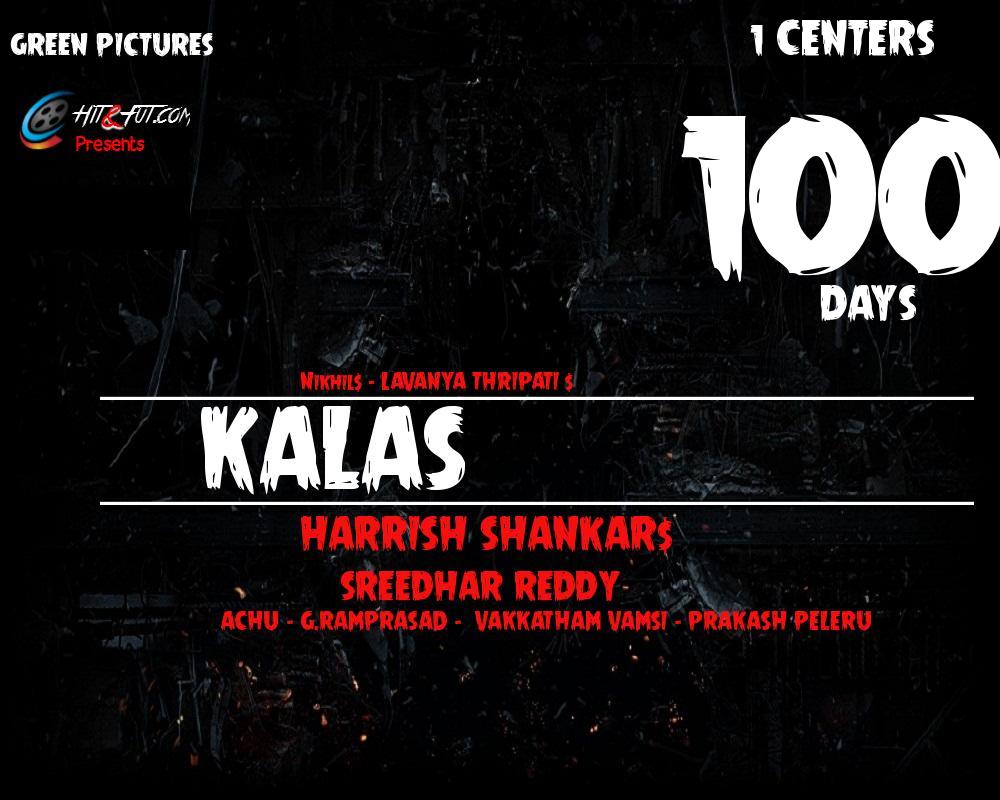 GREEN PICTURES
1 CENTERS
HIT&FUT.COM
Presents
100
DAYS
NIKHIL$ - LAVANYA THRIPATI $
KALAS
HARRISH SHANKAR$
SREEDHAR REDDY
ACHU - G.RAMPRASAD - VAKKATHAM VAMSI - PRAKASH PELERU